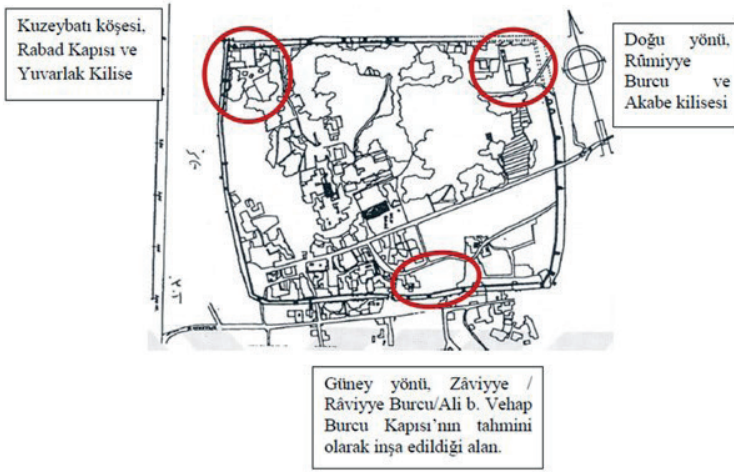 Kuzeybatı köşesi,
Rabad Kapısı ve
Yuvarlak Kilise
Doğu yönü,
Rûmiyye
Burcu ve
Akabe kilisesi
Güney yönü, Zâviyye /
Râviyye Burcu/Ali b. Vehap
Burcu Kapısı’nın tahmini
olarak inşa edildiği alan.